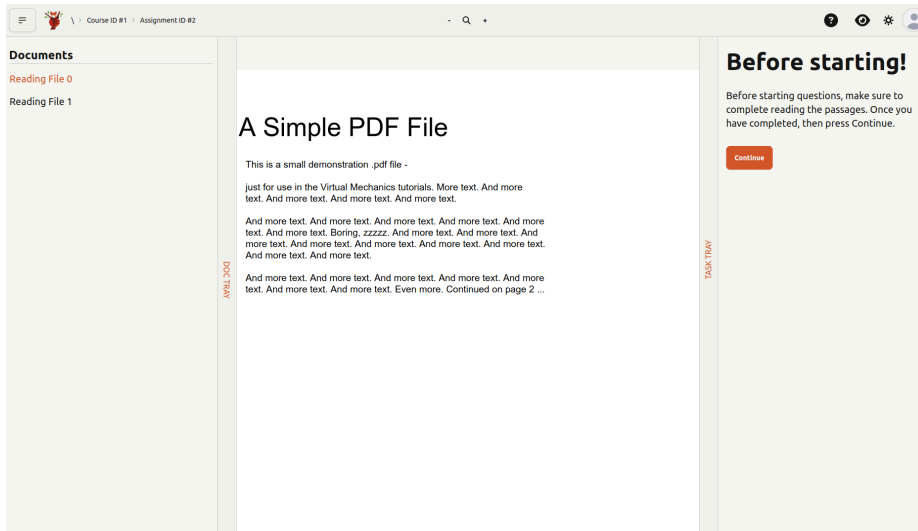 \ > Course ID #1 > Assignment ID #2
- +
Documents
Reading File 0
Reading File 1
DOC TRAY
A Simple PDF File
This is a small demonstration .pdf file -
just for use in the Virtual Mechanics tutorials. More text. And more
text. And more text. And more text. And more text.
And more text. And more text. And more text. And more text. And more
text. And more text. Boring, zzzzz. And more text. And more text. And
more text. And more text. And more text. And more text. And more text.
And more text. And more text.
And more text. And more text. And more text. And more text. And more
text. And more text. And more text. Even more. Continued on page 2 ...
TASK TRAY
Before starting!
Before starting questions, make sure to
complete reading the passages. Once you
have completed, then press Continue.
Continue